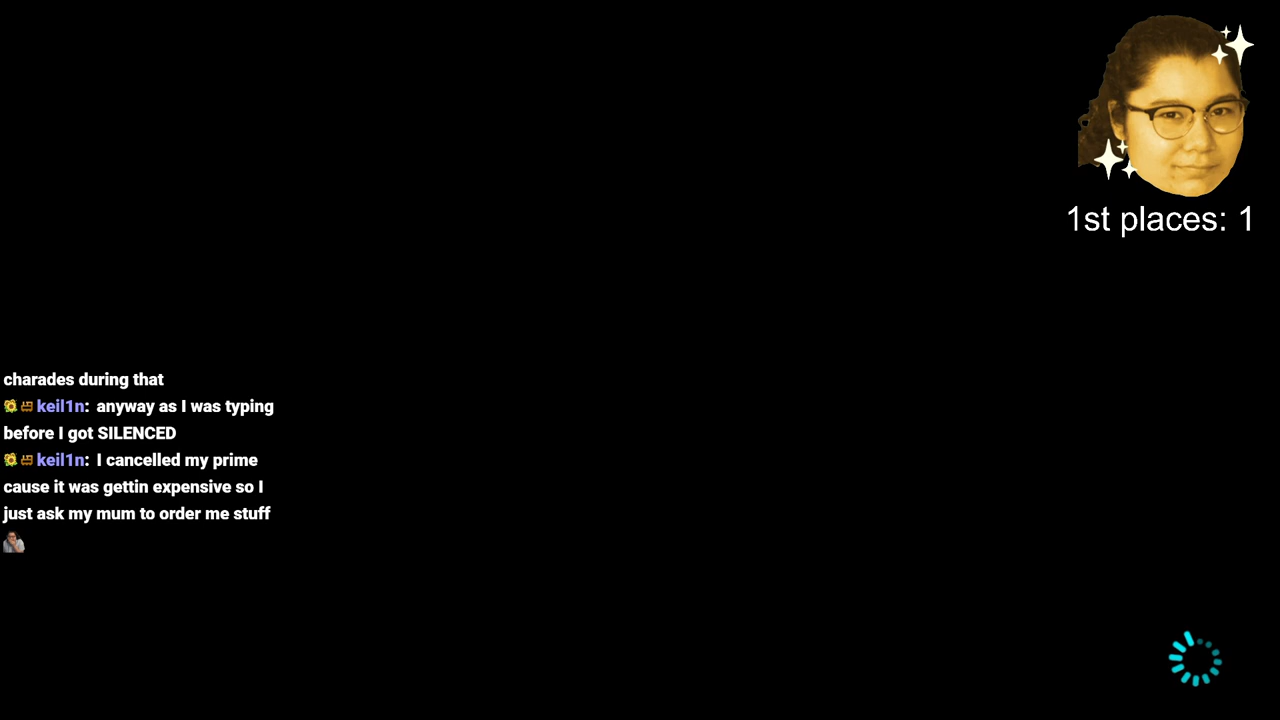 1st places: 1
charades during that
keil1n: anyway as I was typing
before I got SILENCED
keil1n: I cancelled my prime
cause it was gettin expensive so I
just ask my mum to order me stuff